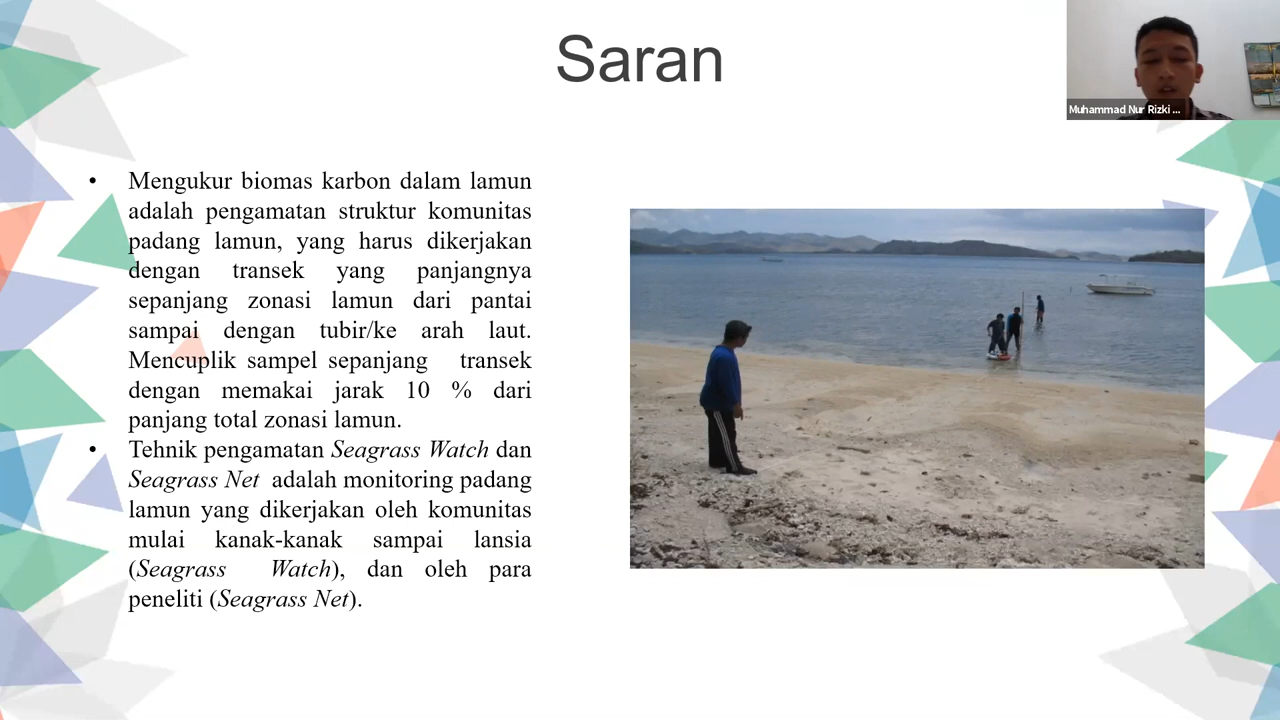 Saran
Muhammad Nur Rizki ...
• Mengukur biomas karbon dalam lamun
adalah pengamatan struktur komunitas
padang lamun, yang harus dikerjakan
dengan transek yang panjangnya
sepanjang zonasi lamun dari pantai
sampai dengan tubir/ke arah laut.
Mencuplik sampel sepanjang transek
dengan memakai jarak 10 % dari
panjang total zonasi lamun.
• Tehnik pengamatan Seagrass Watch dan
Seagrass Net adalah monitoring padang
lamun yang dikerjakan oleh komunitas
mulai kanak-kanak sampai lansia
(Seagrass Watch), dan oleh para
peneliti (Seagrass Net).